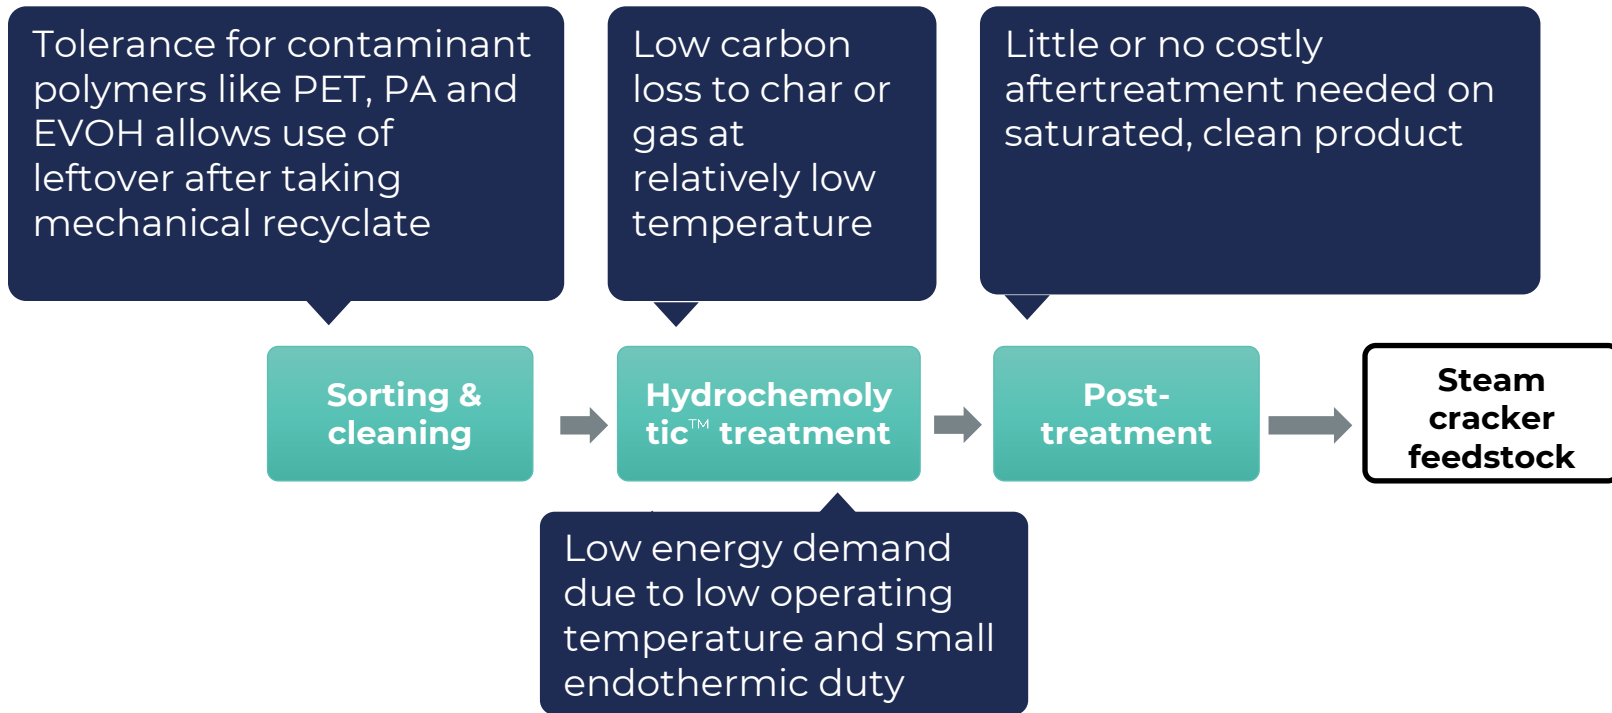 Tolerance for contaminant
polymers like PET, PA and
EVOH allows use of
leftover after taking
mechanical recyclate
Low carbon
loss to char or
gas at
relatively low
temperature
Little or no costly
aftertreatment needed on
saturated, clean product
Sorting &
cleaning
Hydrochemoly
tic™ treatment
Post-
treatment
Steam
cracker
feedstock
Low energy demand
due to low operating
temperature and small
endothermic duty